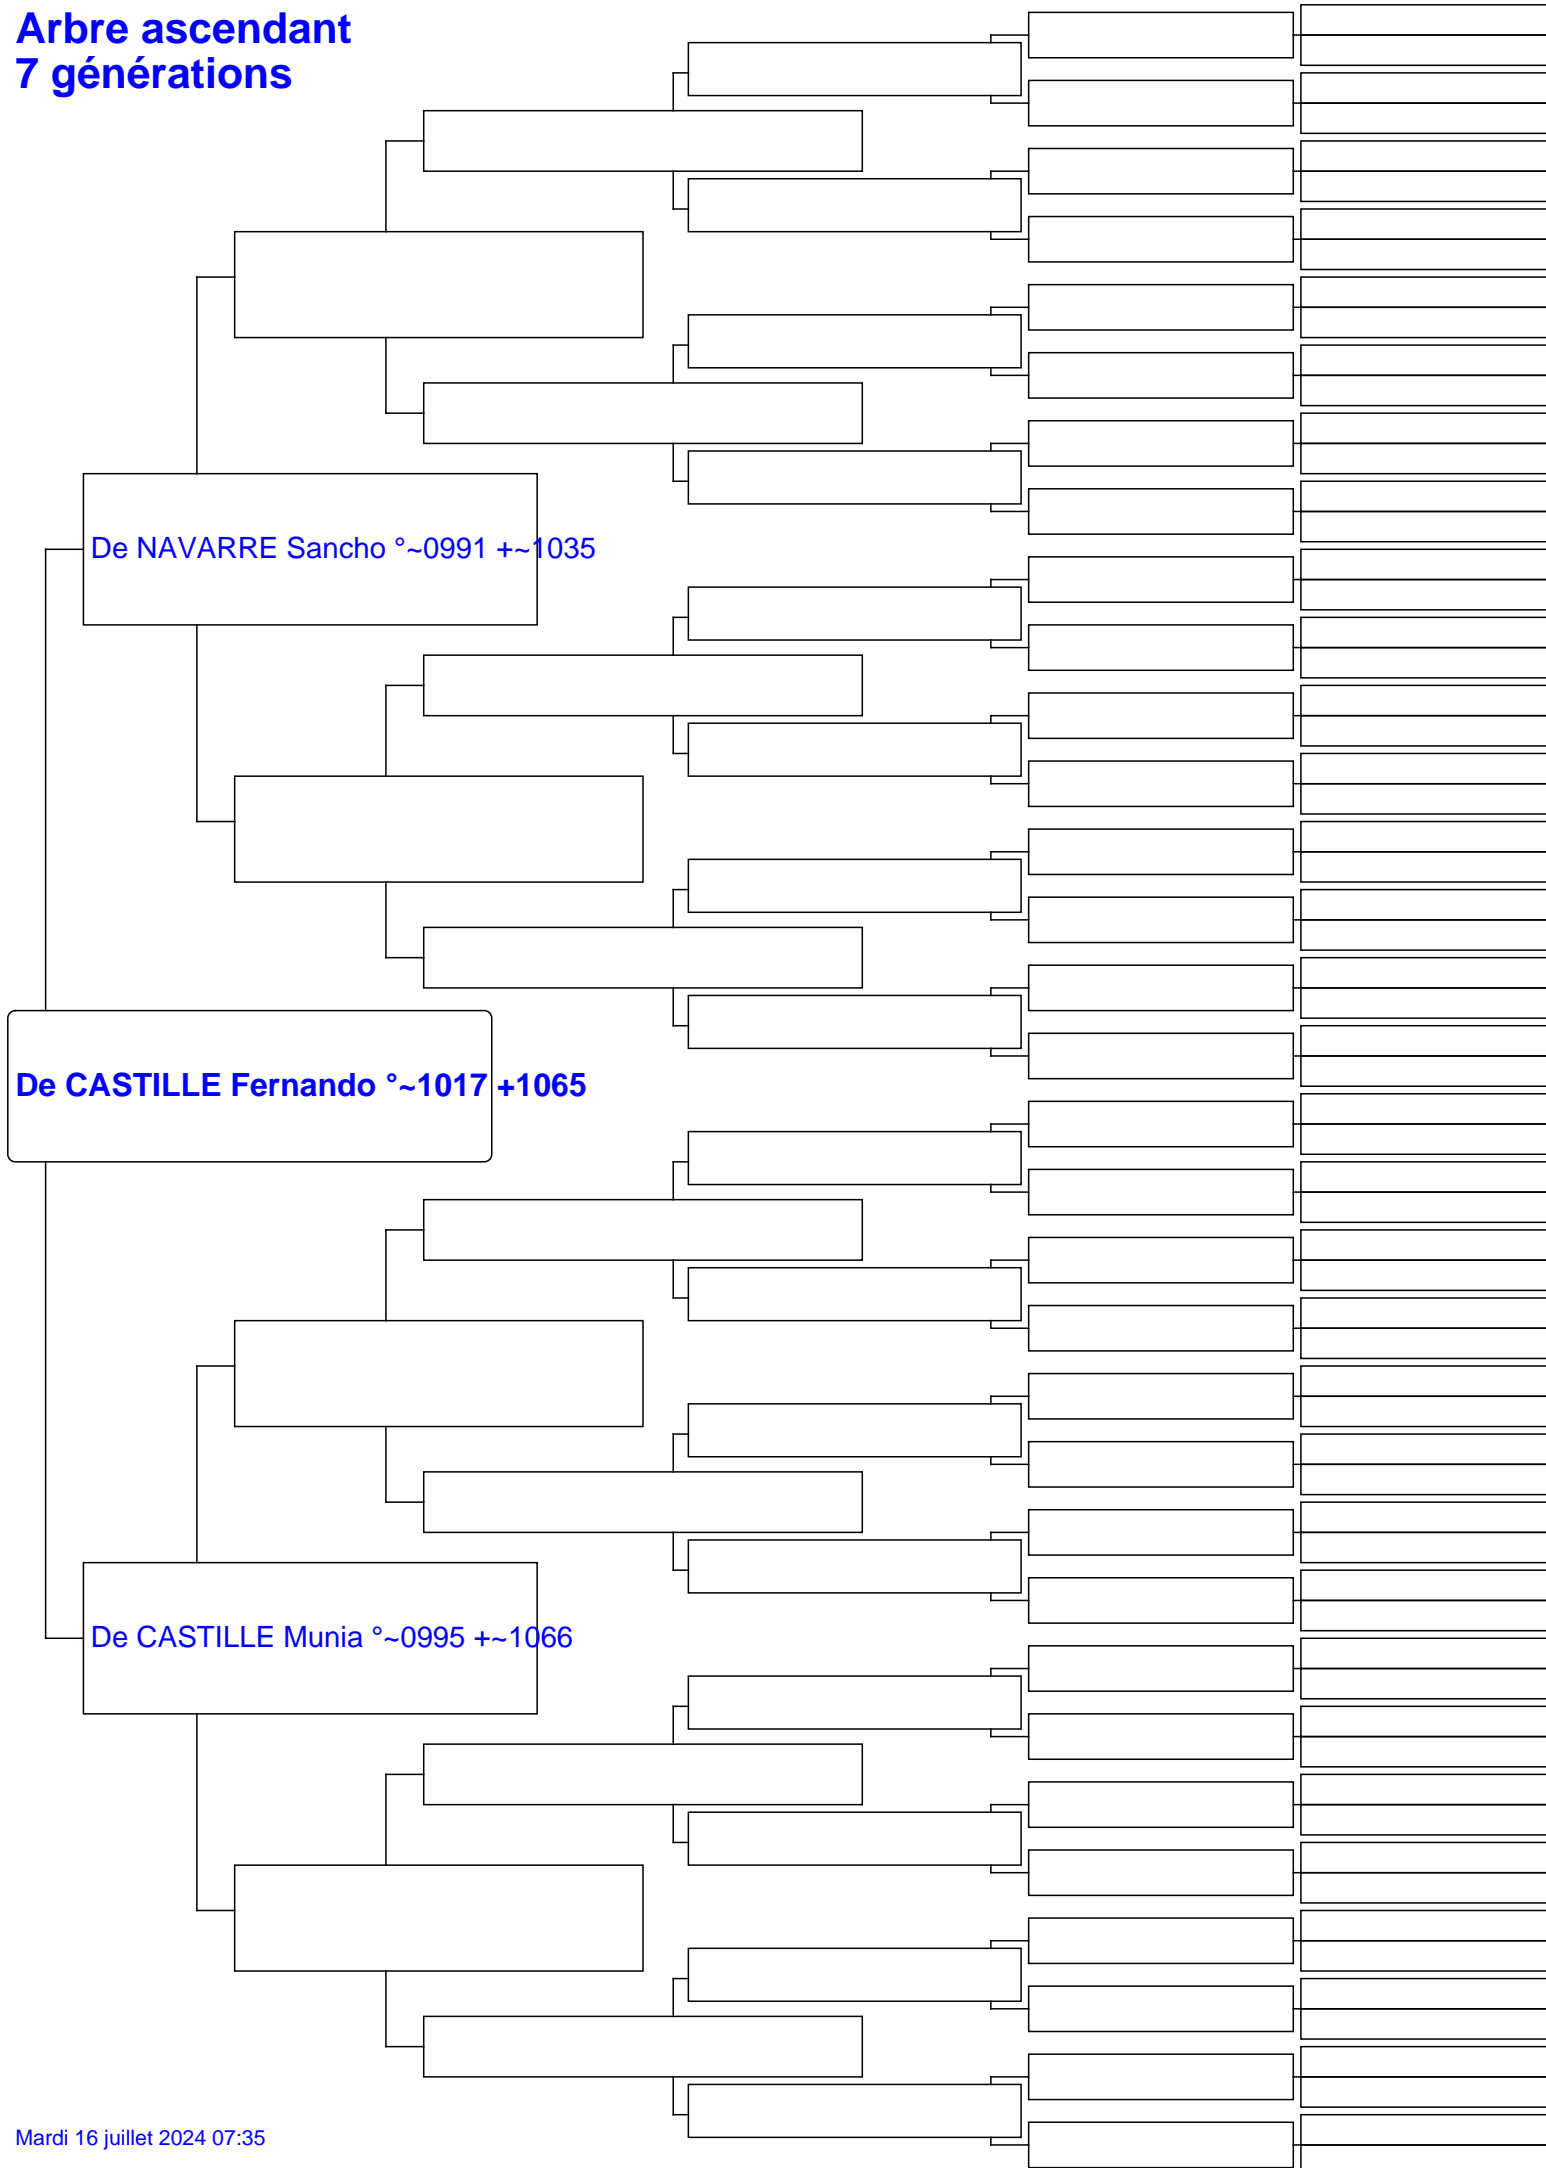 Arbre ascendant
7 générations
De NAVARRE Sancho °~0991 +~1035
De CASTILLE Fernando °~1017 +1065
De CASTILLE Munia °~0995 +~1066
Mardi 16 juillet 2024 07:35